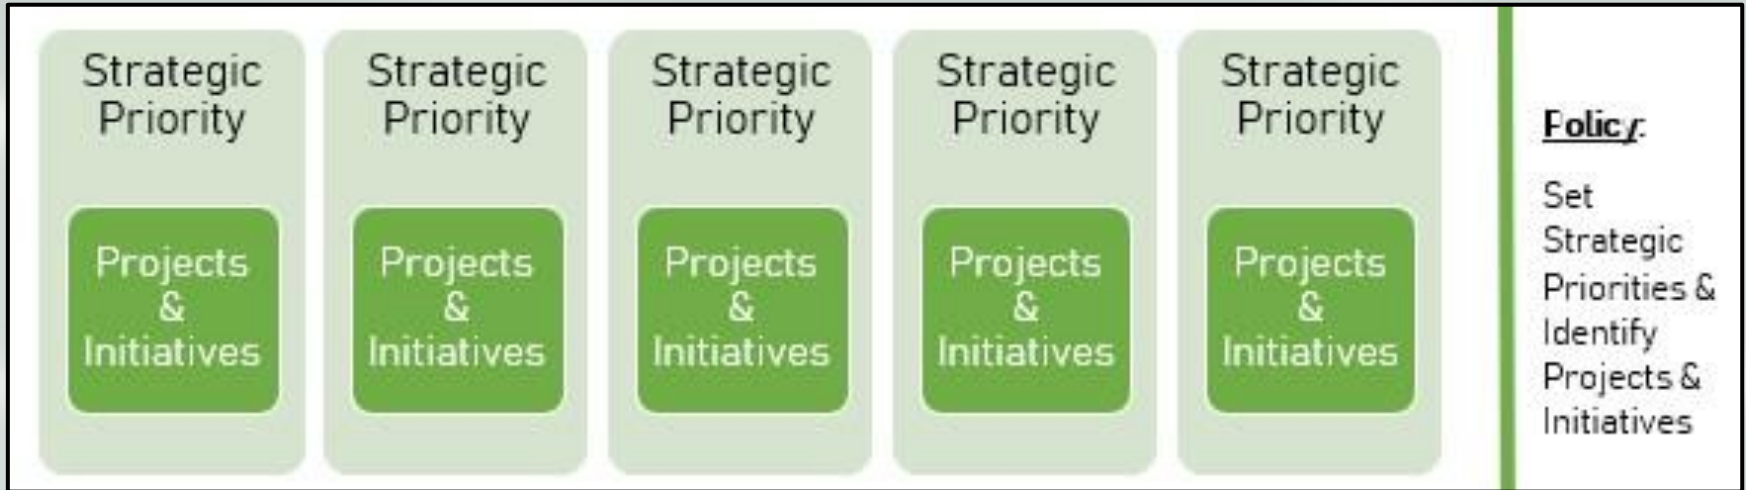 Strategic
Priority
Projects
&
Initiatives
Strategic
Priority
Projects
&
Initiatives
Strategic
Priority
Projects
&
Initiatives
Strategic
Priority
Projects
&
Initiatives
Strategic
Priority
Projects
&
Initiatives
Policy:
Set
Strategic
Priorities &
Identify
Projects &
Initiatives